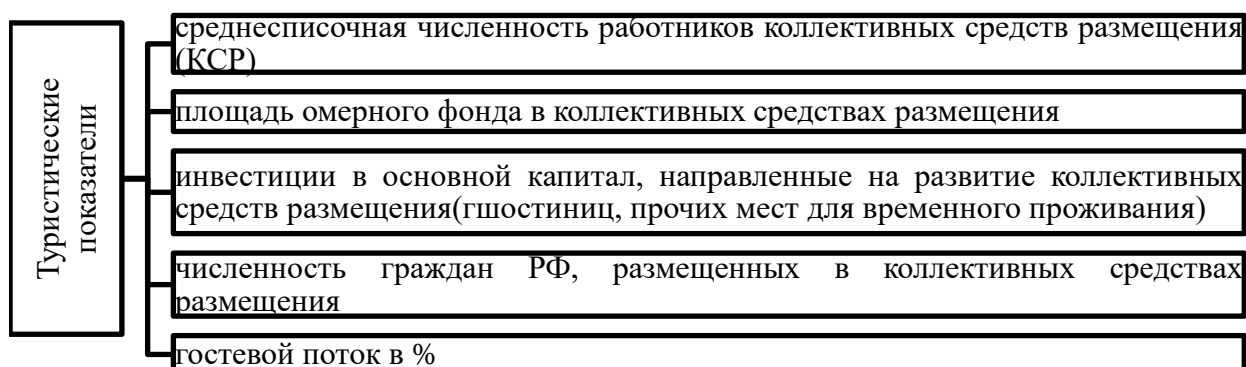 Туристические
показатели
среднесписочная численность работников коллективных средств размещения
(КСР)
площадь омерного фонда в коллективных средствах размещения
инвестиции в основной капитал, направленные на развитие коллективных
средств размещения(гшостиниц, прочих мест для временного проживания)
численность граждан РФ, размещенных в коллективных средствах
размещения
гостевой поток в %